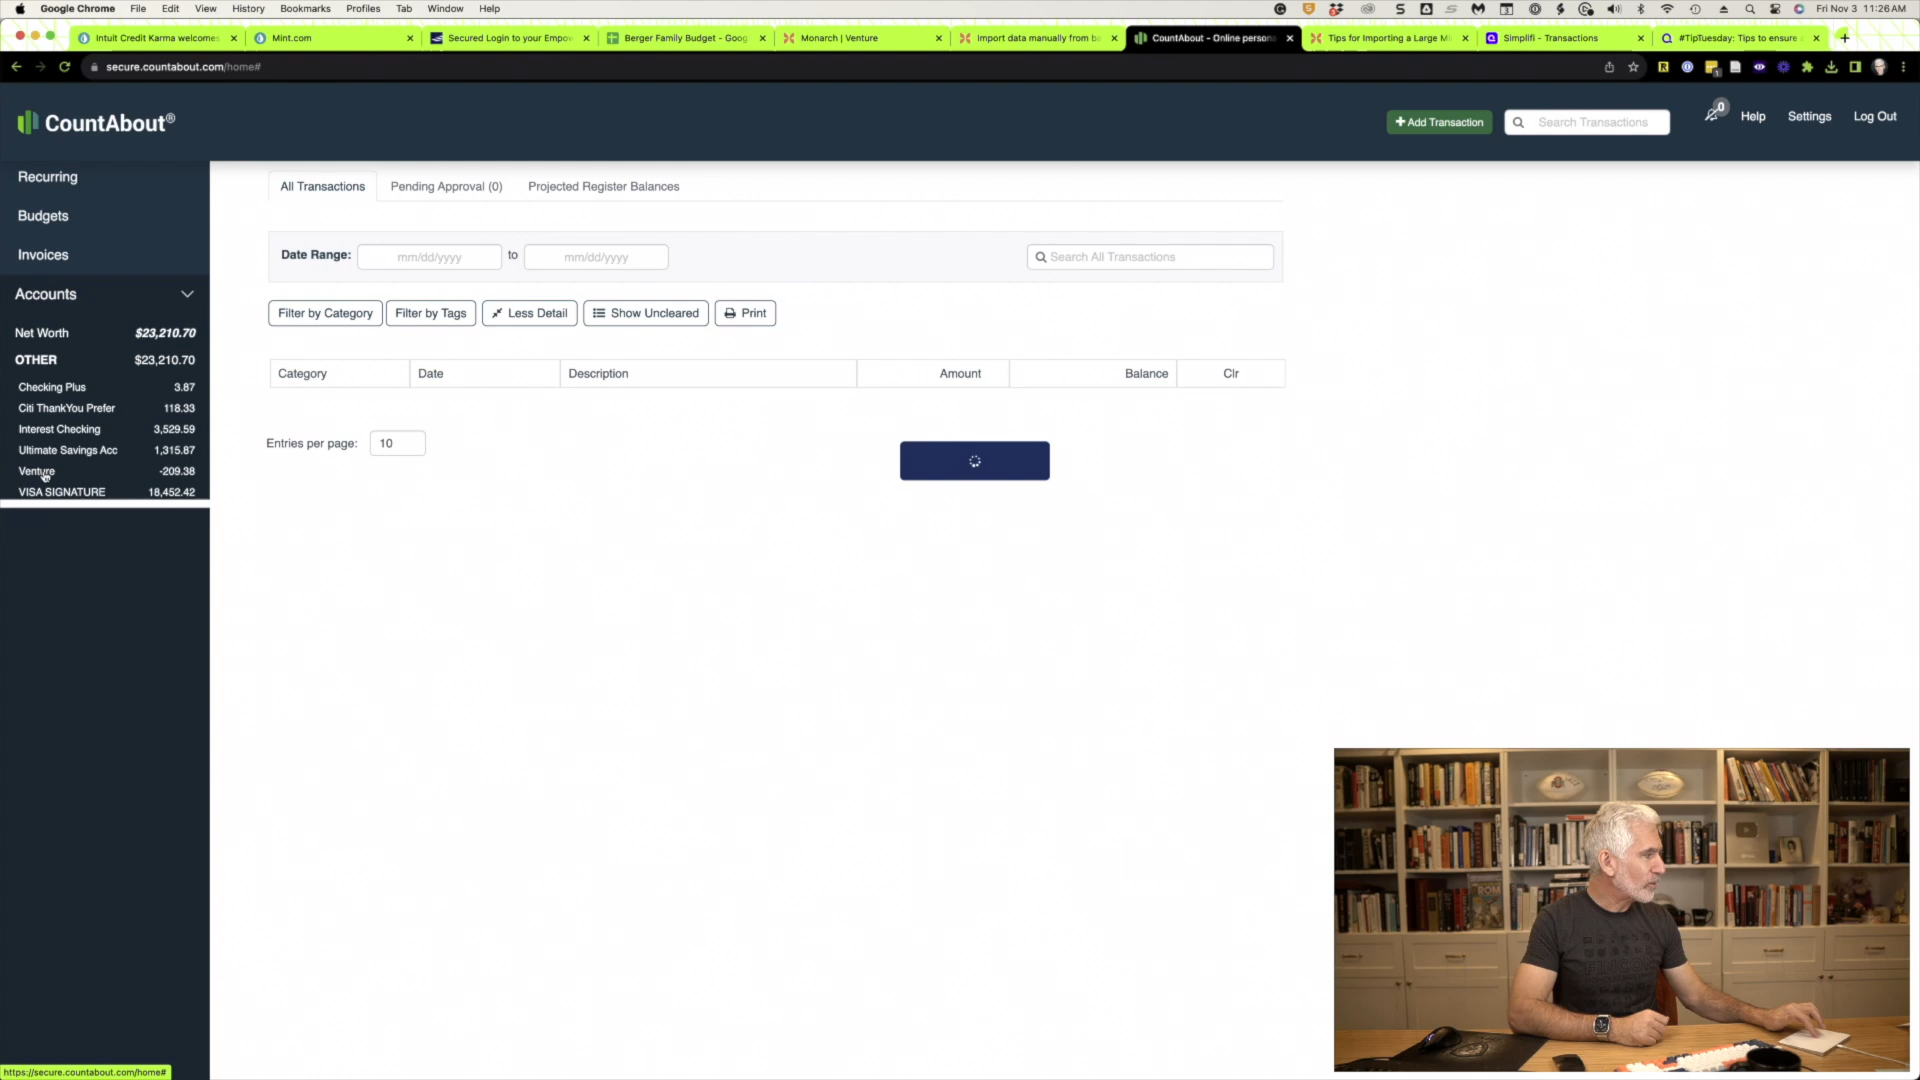 Google Chrome File Edit View History Bookmarks Profiles Tab Window Help Fri Nov 3 11:26 AM
Intuit Credit Karma welcomes Mint.com Secured Login to your Empow Berger Family Budget - Goog Monarch | Venture Import data manually from ba CountAbout - Online persona Tips for Importing a Large Mi Simplifi - Transactions #TipTuesday: Tips to ensure
secure.countabout.com/home#
CountAbout®
+ Add Transaction
Search Transactions
0
Help
Settings
Log Out
Recurring
Budgets
Invoices
Accounts
Net Worth $23,210.70
OTHER $23,210.70
Checking Plus 3.87
Citi ThankYou Prefer 118.33
Interest Checking 3,529.59
Ultimate Savings Acc 1,315.87
Venture -209.38
VISA SIGNATURE 18,452.42
All Transactions Pending Approval (0) Projected Register Balances
Date Range: mm/dd/yyyy to mm/dd/yyyy Search All Transactions
Filter by Category Filter by Tags Less Detail Show Uncleared Print
Category Date Description Amount Balance Clr
Entries per page: 10
https://secure.countabout.com/home#